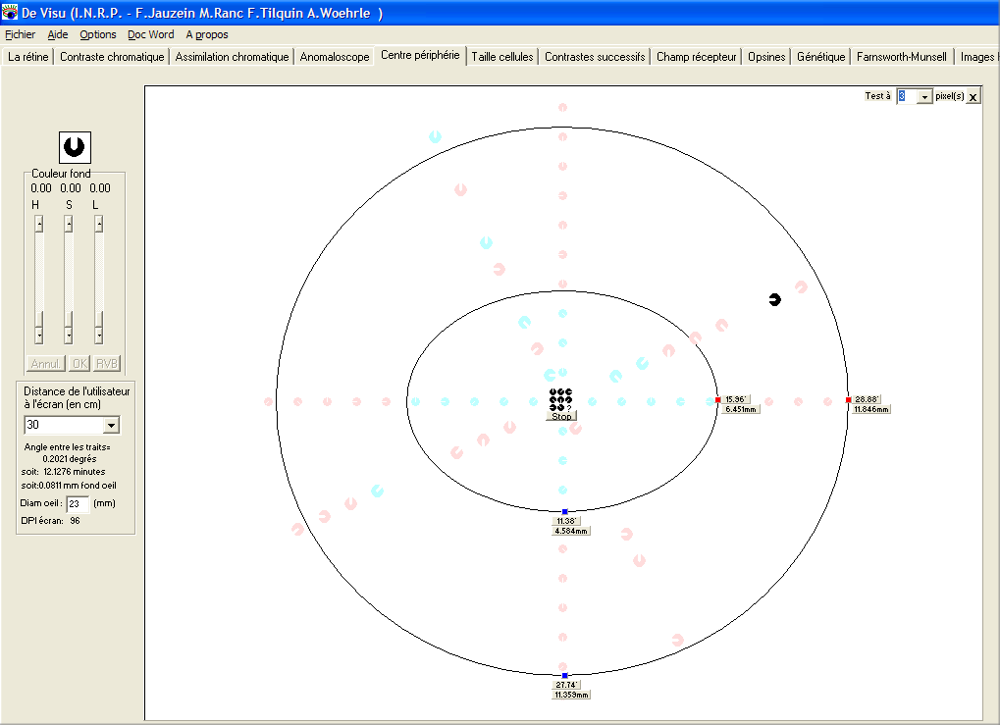 De Visu (I.N.R.P. - F.Jauzein M.Ranc F.Tilquin A.Woehrle )
Fichier Aide Options Doc Word A propos
La rétine Contraste chromatique Assimilation chromatique Anomaloscope Centre périphérie Taille cellules Contrastes successifs Champ récepteur Opsines Génétique Farnsworth-Munsell Images
Test à 3 pixel(s) x
Couleur fond
0.00 0.00 0.00
H S L
Annul. OK RVB
Distance de l'utilisateur
à l'écran (en cm)
30
Angle entre les traits=
0.2021 degrés
soit: 12.1276 minutes
soit:0.0811 mm fond oeil
Diam oeil : 23 (mm)
DPI écran: 96
?
Stop
15.96°
6.451mm
28.88°
11.846mm
11.38°
4.584mm
27.74°
11.359mm